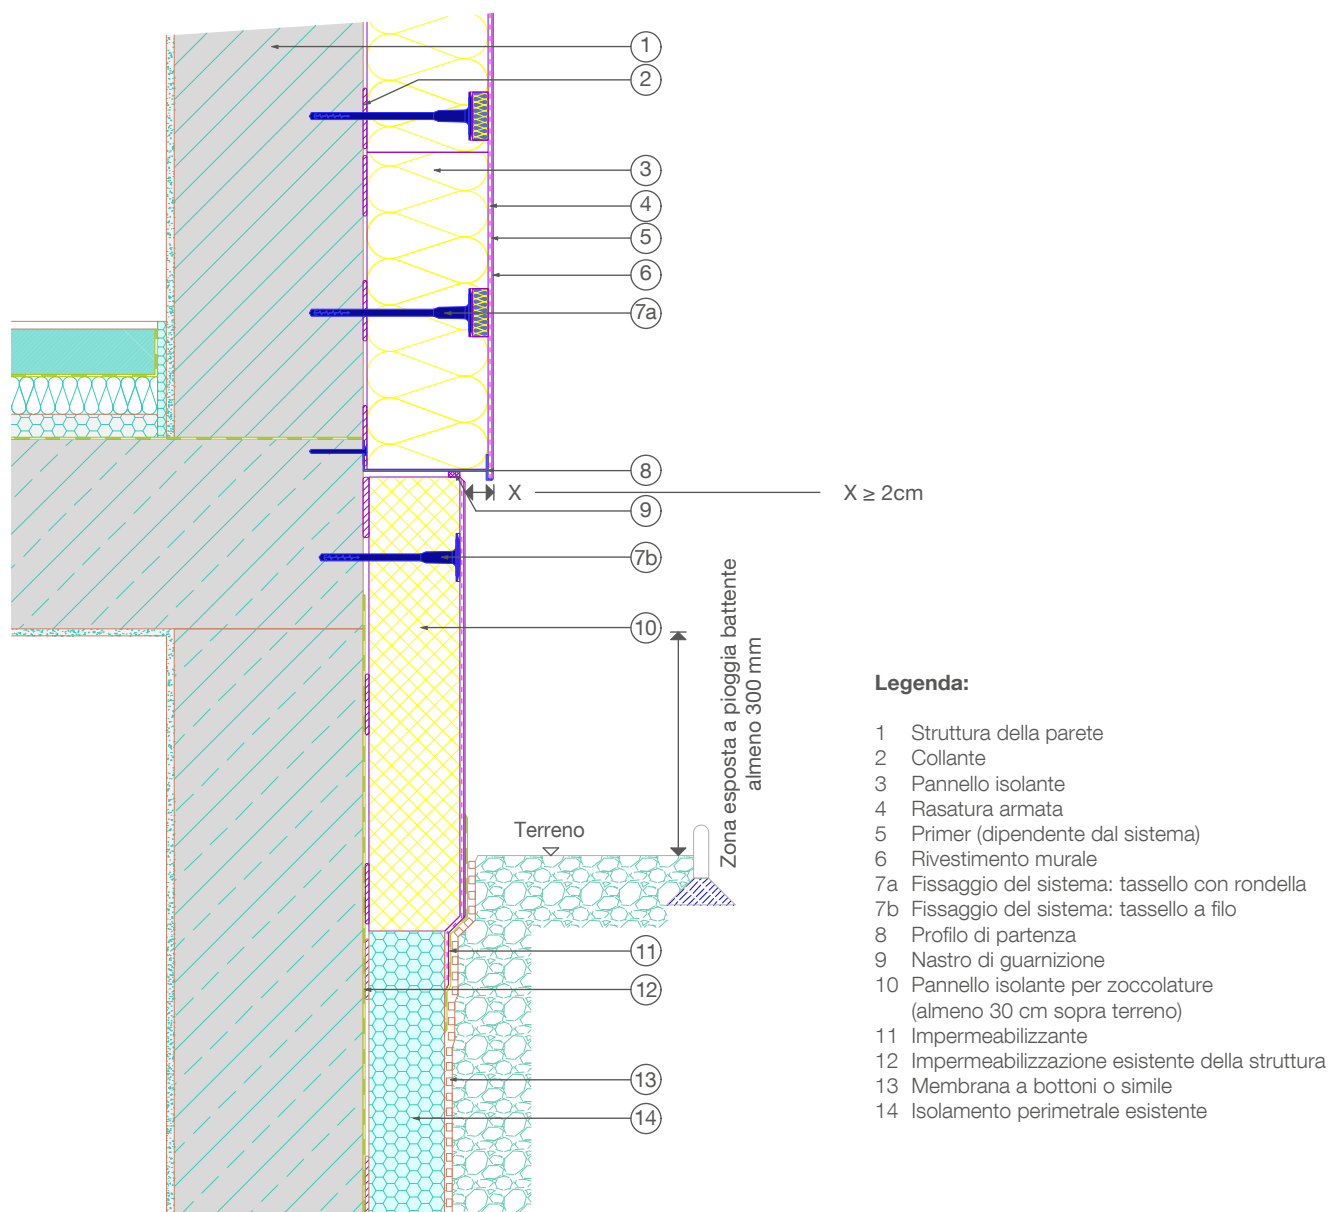 1
2
3
4
5
6
7a
8
X
X ≥ 2cm
9
7b
10
Zona esposta a pioggia battente
almeno 300 mm
Terreno
11
12
13
14
Legenda:
1 Struttura della parete
2 Collante
3 Pannello isolante
4 Rasatura armata
5 Primer (dipendente dal sistema)
6 Rivestimento murale
7a Fissaggio del sistema: tassello con rondella
7b Fissaggio del sistema: tassello a filo
8 Profilo di partenza
9 Nastro di guarnizione
10 Pannello isolante per zoccolature
(almeno 30 cm sopra terreno)
11 Impermeabilizzante
12 Impermeabilizzazione esistente della struttura
13 Membrana a bottoni o simile
14 Isolamento perimetrale esistente